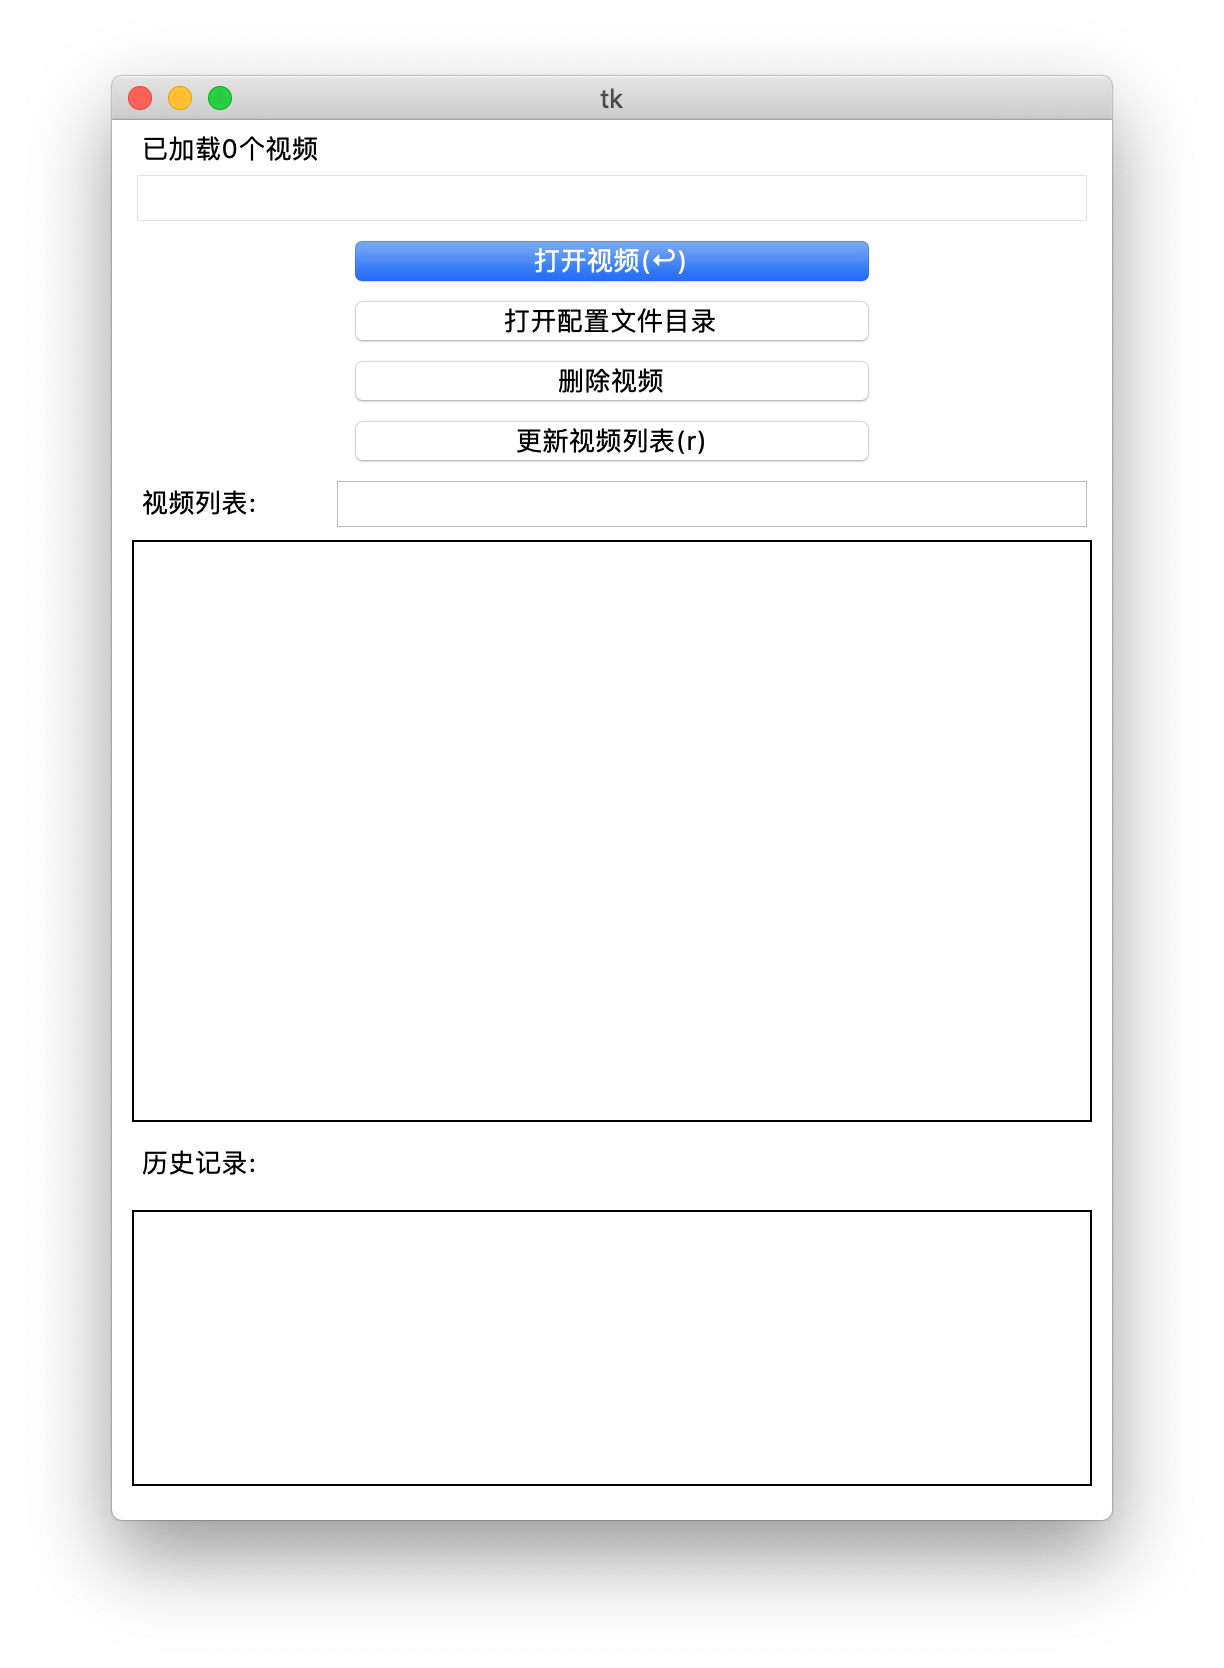 tk
已加载0个视频
打开视频(↩)
打开配置文件目录
删除视频
更新视频列表(r)
视频列表:
历史记录: